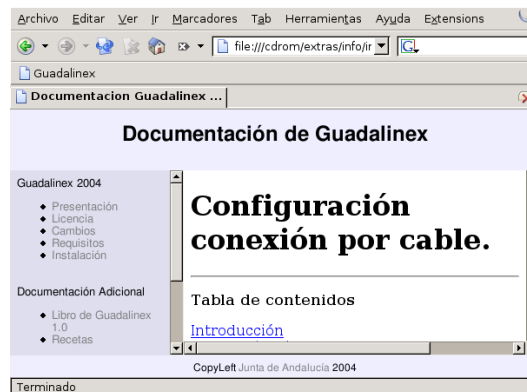 Archivo Editar Ver Ir Marcadores Tab Herramientas Ayuda Extensions
file:///cdrom/extras/info/ir
Guadalinex
Documentacion Guadalinex ...
Documentación de Guadalinex
Guadalinex 2004
Presentación
Licencia
Cambios
Requisitos
Instalación
Documentación Adicional
Libro de Guadalinex
1.0
Recetas
Configuración
conexión por cable.
Tabla de contenidos
Introducción
CopyLeft Junta de Andalucía 2004
Terminado